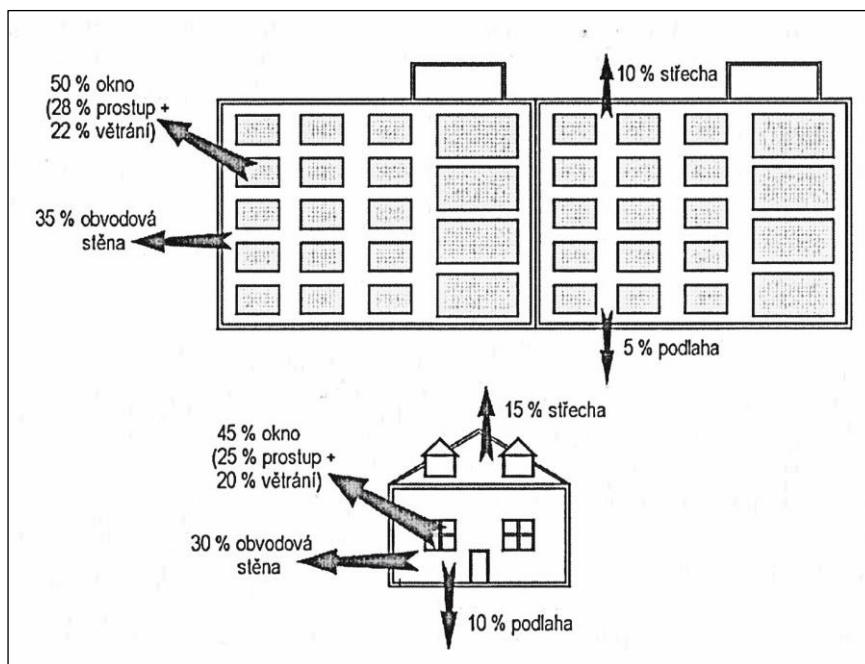 50 % okno
(28 % prostup +
22 % větrání)
10 % střecha
35 % obvodová
stěna
5 % podlaha
15 % střecha
45 % okno
(25 % prostup +
20 % větrání)
30 % obvodová
stěna
10 % podlaha